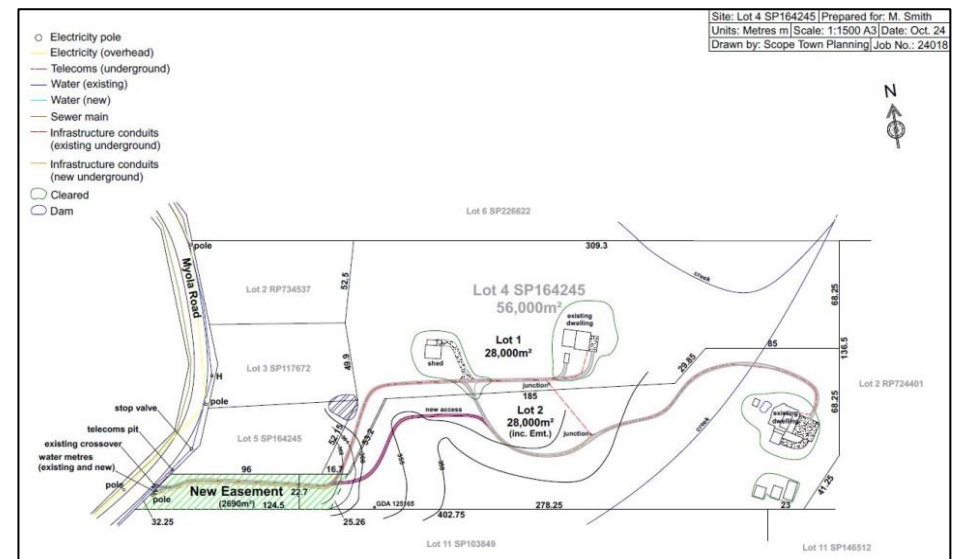 Site: Lot 4 SP164245 Prepared for: M. Smith
Units: Metres m Scale: 1:1500 A3 Date: Oct. 24
Drawn by: Scope Town Planning Job No.: 24018
Electricity pole
Electricity (overhead)
Telecoms (underground)
Water (existing)
Water (new)
Sewer main
Infrastructure conduits
(existing underground)
Infrastructure conduits
(new underground)
Cleared
Dam
N
Lot 6 SP226622
pole
309.3
Myola Road
Lot 2 RP734537
52.5
Lot 4 SP164245
56,000m²
creek
68.25
existing
dwelling
Lot 1
28,000m²
shed
85
136.5
Lot 3 SP117672
49.9
29.85
H
junction
185
Lot 2 RP724401
pole
stop valve
new access
Lot 2
28,000m²
(inc. Emt.)
68.25
existing
dwelling
telecoms pit
Lot 5 SP164245
52.15
53.2
junction
creek
existing crossover
water metres
(existing and new)
96
16.7
555
41.25
pole
pole
New Easement
(2690m²)
22.7
124.5
GDA 125165
278.25
23
32.25
25.26
402.75
Lot 11 SP103849
Lot 11 SP146512